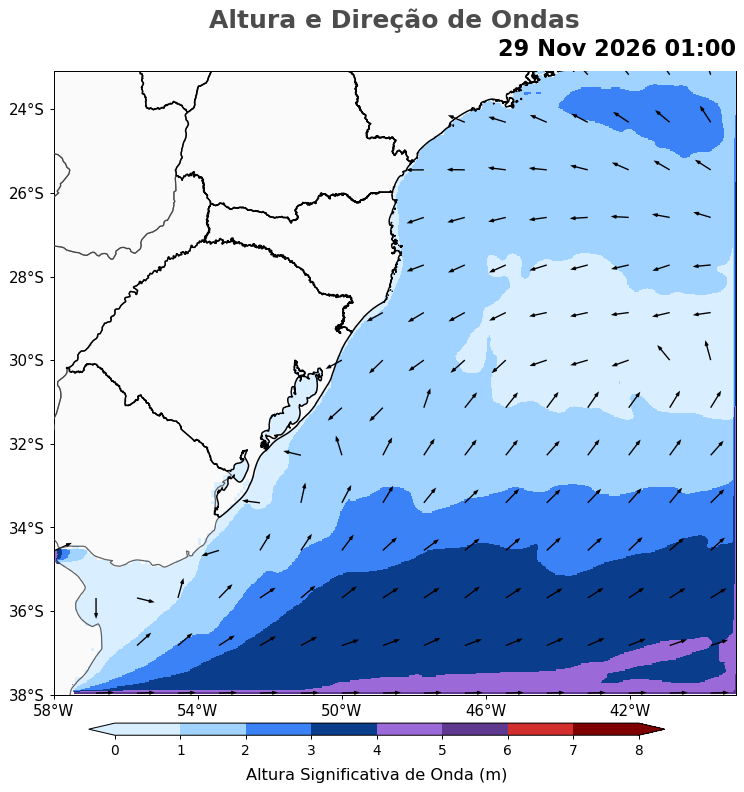 Altura e Direção de Ondas
29 Nov 2026 01:00
24°S
26°S
28°S
30°S
32°S
34°S
36°S
38°S
58°W 54°W 50°W 46°W 42°W
0 1 2 3 4 5 6 7 8
Altura Significativa de Onda (m)